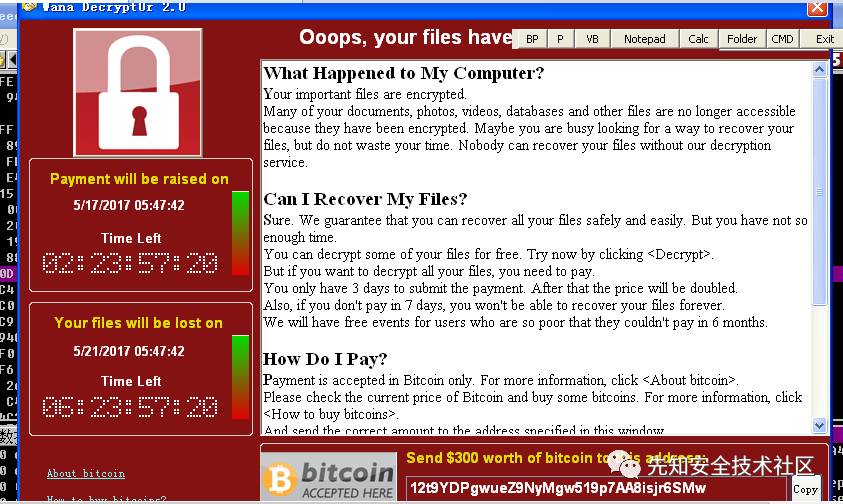 Wana Decrypt0r 2.0
Ooops, your files have
BP P VB Notepad Calc Folder CMD Exit
Payment will be raised on
5/17/2017 05:47:42
Time Left
02:23:57:20
Your files will be lost on
5/21/2017 05:47:42
Time Left
06:23:57:20
About bitcoin
How to buy bitcoins?
What Happened to My Computer?
Your important files are encrypted.
Many of your documents, photos, videos, databases and other files are no longer accessible
because they have been encrypted. Maybe you are busy looking for a way to recover your
files, but do not waste your time. Nobody can recover your files without our decryption
service.
Can I Recover My Files?
Sure. We guarantee that you can recover all your files safely and easily. But you have not so
enough time.
You can decrypt some of your files for free. Try now by clicking <Decrypt>.
But if you want to decrypt all your files, you need to pay.
You only have 3 days to submit the payment. After that the price will be doubled.
Also, if you don't pay in 7 days, you won't be able to recover your files forever.
We will have free events for users who are so poor that they couldn't pay in 6 months.
How Do I Pay?
Payment is accepted in Bitcoin only. For more information, click <About bitcoin>.
Please check the current price of Bitcoin and buy some bitcoins. For more information, click
<How to buy bitcoins>.
And send the correct amount to the address specified in this window.
bitcoin
ACCEPTED HERE
Send $300 worth of bitcoin to this address:
先知安全技术社区
12t9YDPgwueZ9NyMgw519p7AA8isjr6SMw
Copy